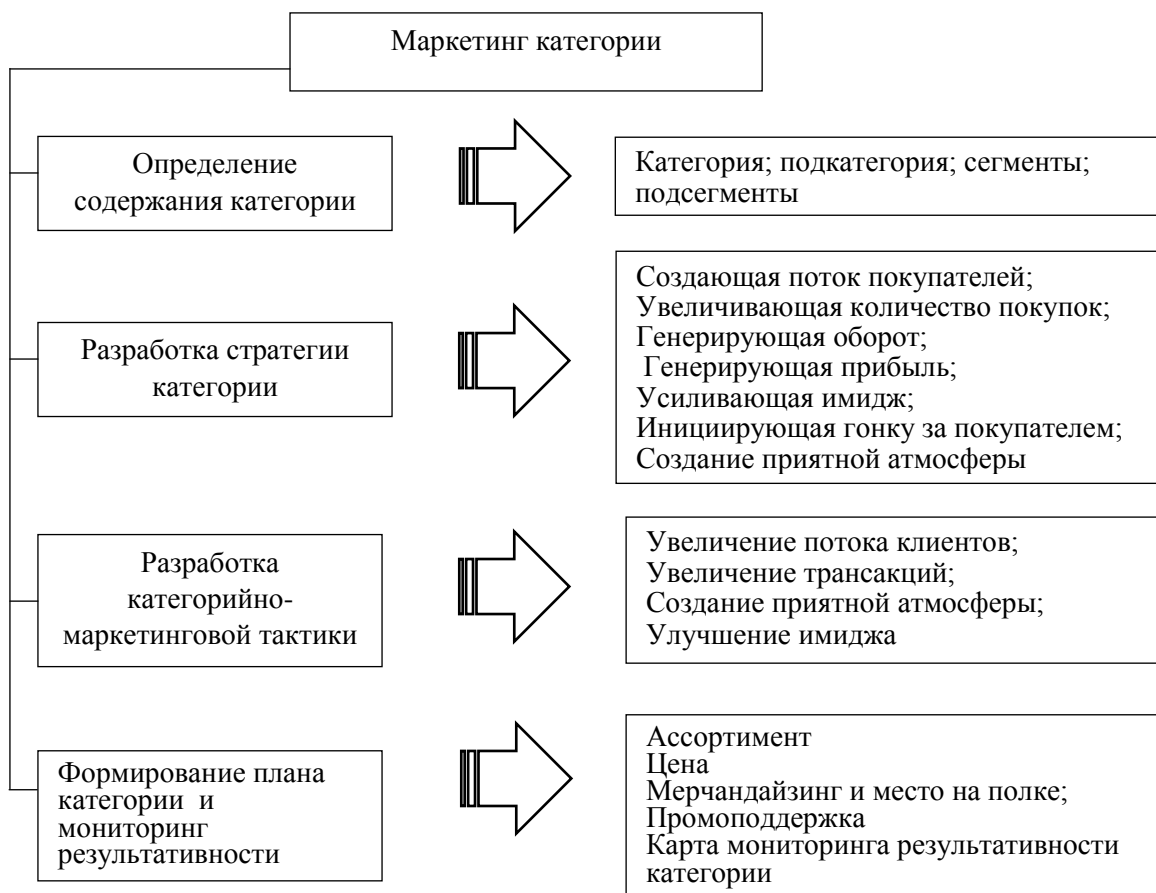 Маркетинг категории
Определение
содержания категории
Категория; подкатегория; сегменты;
подсегменты
Разработка стратегии
категории
Создающая поток покупателей;
Увеличивающая количество покупок;
Генерирующая оборот;
Генерирующая прибыль;
Усиливающая имидж;
Инициирующая гонку за покупателем;
Создание приятной атмосферы
Разработка
категорийно-
маркетинговой тактики
Увеличение потока клиентов;
Увеличение трансакций;
Создание приятной атмосферы;
Улучшение имиджа
Формирование плана
категории и
мониторинг
результативности
Ассортимент
Цена
Мерчандайзинг и место на полке;
Промоподдержка
Карта мониторинга результативности
категории